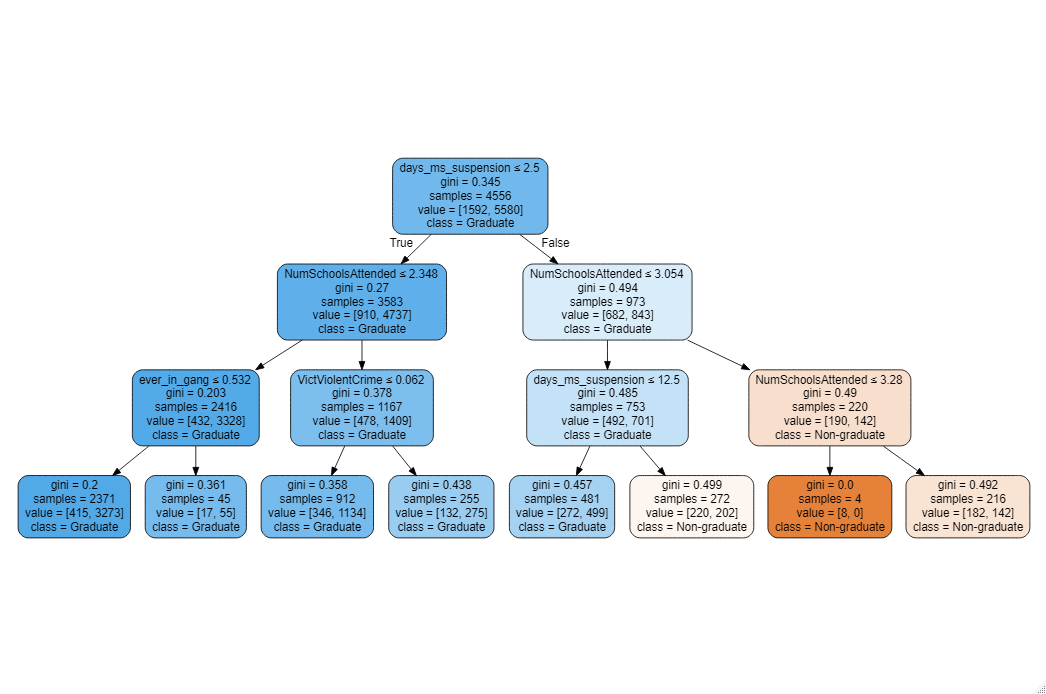 days_ms_suspension ≤ 2.5
gini = 0.345
samples = 4556
value = [1592, 5580]
class = Graduate
True
False
NumSchoolsAttended ≤ 2.348
gini = 0.27
samples = 3583
value = [910, 4737]
class = Graduate
NumSchoolsAttended ≤ 3.054
gini = 0.494
samples = 973
value = [682, 843]
class = Graduate
ever_in_gang ≤ 0.532
gini = 0.203
samples = 2416
value = [432, 3328]
class = Graduate
VictViolentCrime ≤ 0.062
gini = 0.378
samples = 1167
value = [478, 1409]
class = Graduate
days_ms_suspension ≤ 12.5
gini = 0.485
samples = 753
value = [492, 701]
class = Graduate
NumSchoolsAttended ≤ 3.28
gini = 0.49
samples = 220
value = [190, 142]
class = Non-graduate
gini = 0.2
samples = 2371
value = [415, 3273]
class = Graduate
gini = 0.361
samples = 45
value = [17, 55]
class = Graduate
gini = 0.358
samples = 912
value = [346, 1134]
class = Graduate
gini = 0.438
samples = 255
value = [132, 275]
class = Graduate
gini = 0.457
samples = 481
value = [272, 499]
class = Graduate
gini = 0.499
samples = 272
value = [220, 202]
class = Non-graduate
gini = 0.0
samples = 4
value = [8, 0]
class = Non-graduate
gini = 0.492
samples = 216
value = [182, 142]
class = Non-graduate